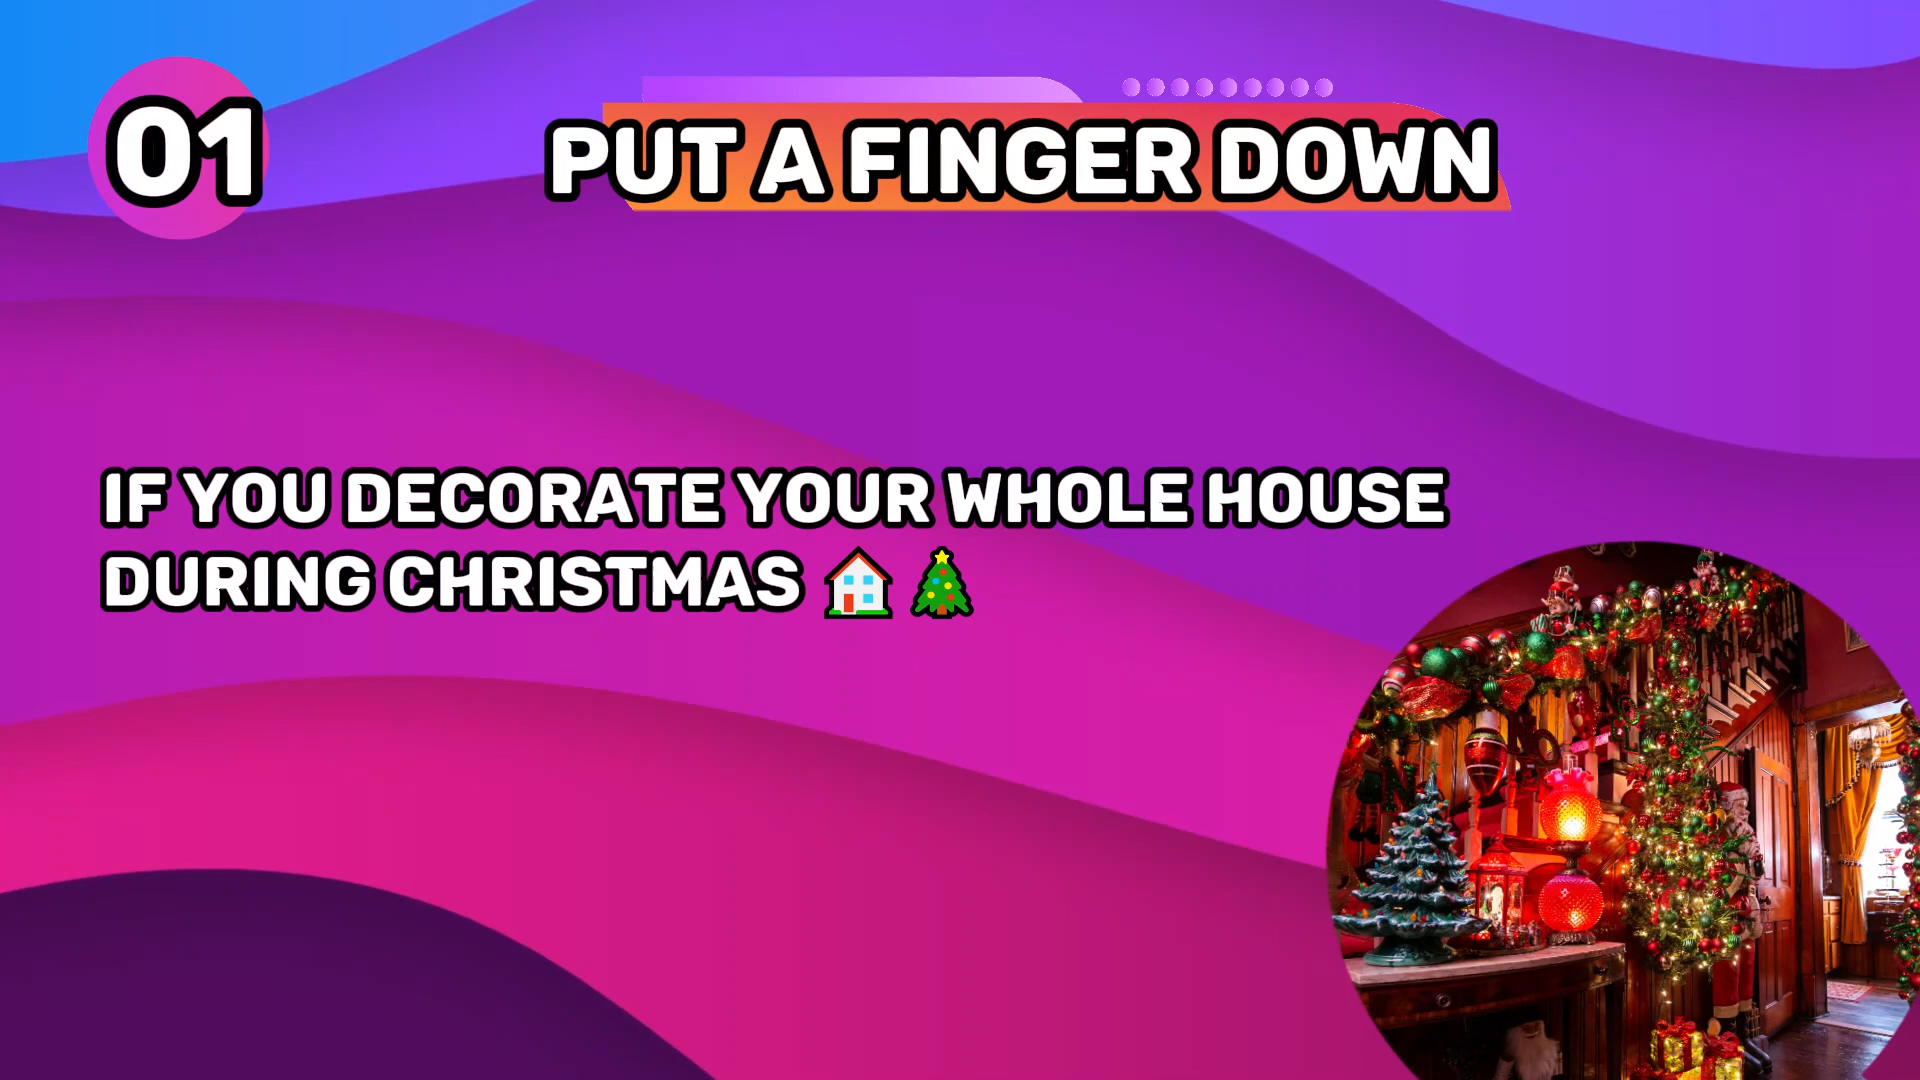 01
PUT A FINGER DOWN
IF YOU DECORATE YOUR WHOLE HOUSE
DURING CHRISTMAS 🏠 🎄